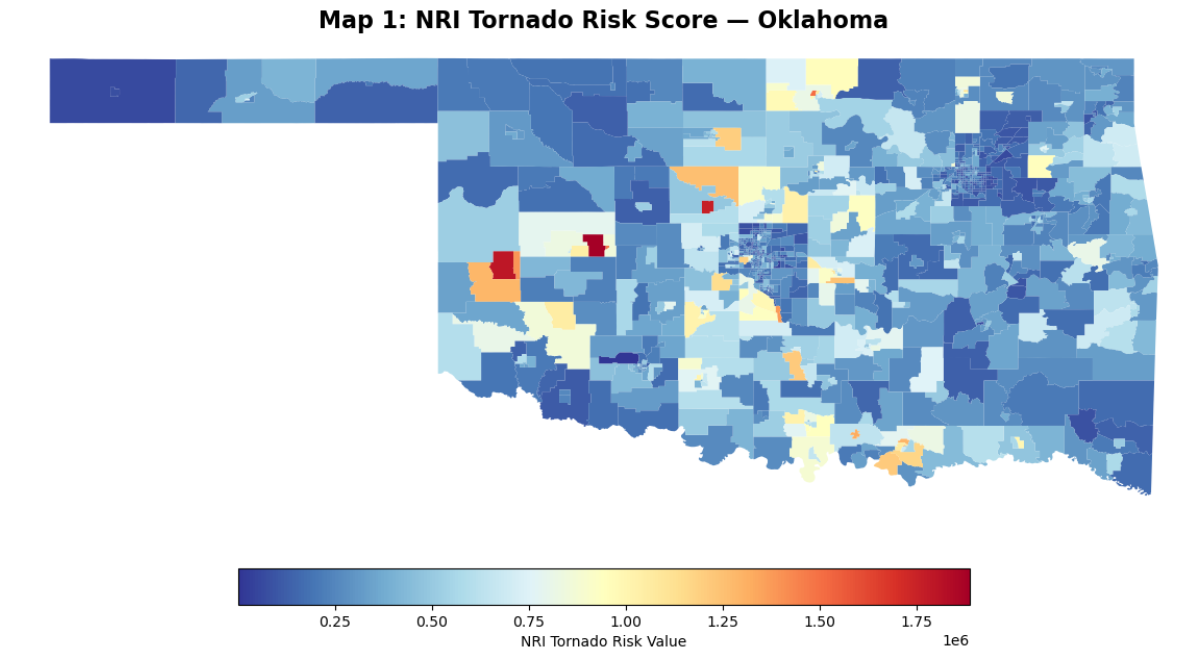 Map 1: NRI Tornado Risk Score — Oklahoma
0.25 0.50 0.75 1.00 1.25 1.50 1.75
NRI Tornado Risk Value
1e6